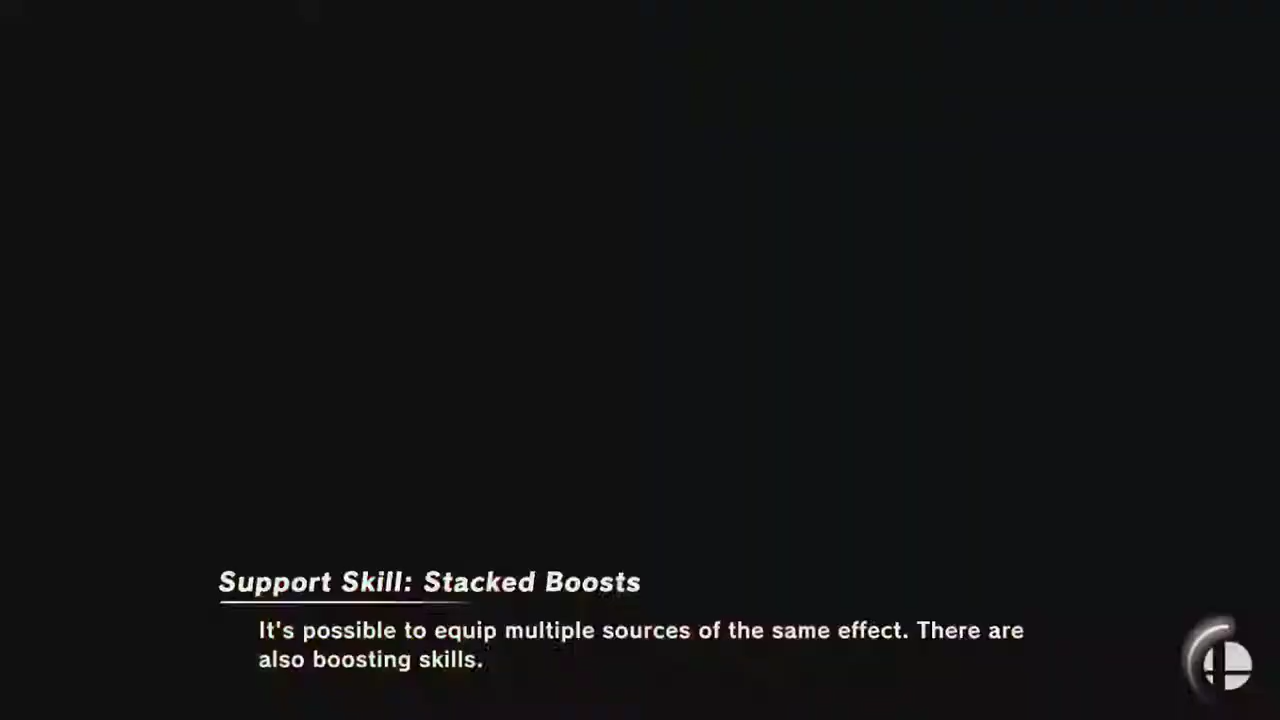 Support Skill: Stacked Boosts
It's possible to equip multiple sources of the same effect. There are
also boosting skills.